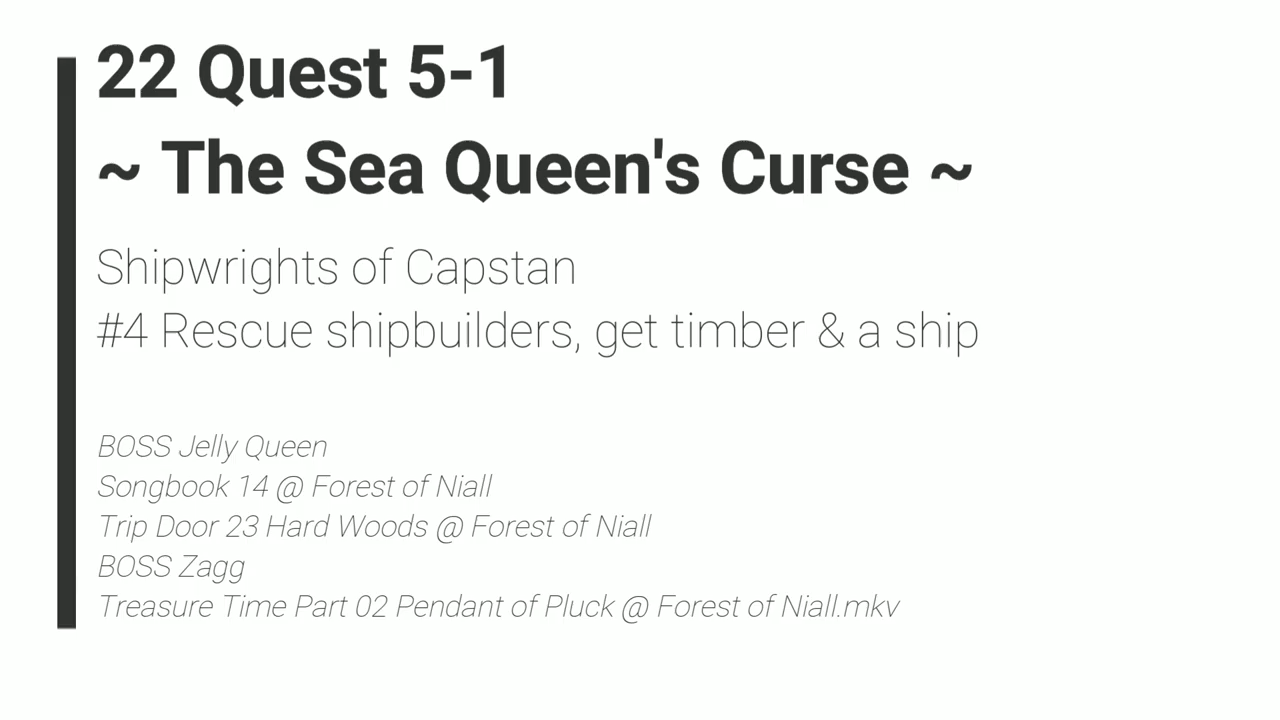 22 Quest 5-1
~ The Sea Queen's Curse ~
Shipwrights of Capstan
#4 Rescue shipbuilders, get timber & a ship
BOSS Jelly Queen
Songbook 14 @ Forest of Niall
Trip Door 23 Hard Woods @ Forest of Niall
BOSS Zagg
Treasure Time Part 02 Pendant of Pluck @ Forest of Niall.mkv